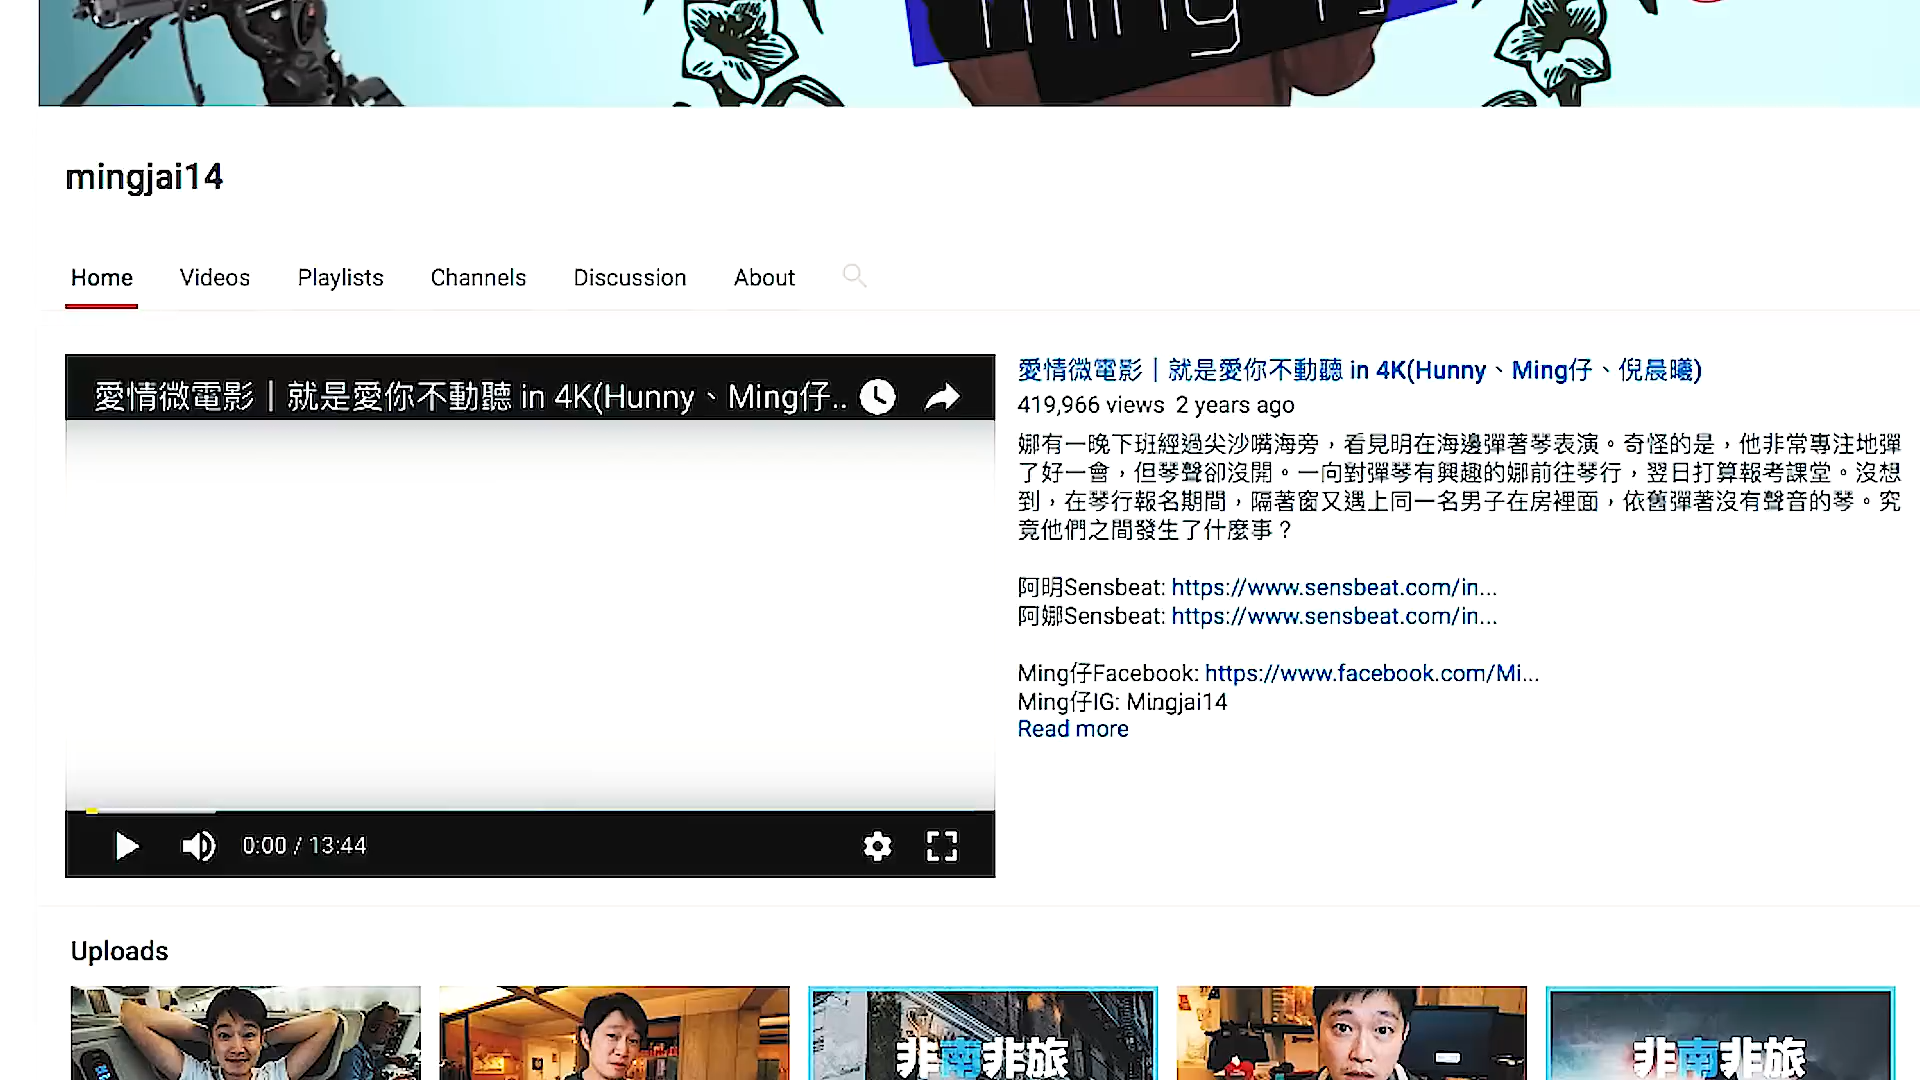 ming is
mingjai14
Home Videos Playlists Channels Discussion About
愛情微電影｜就是愛你不動聽 in 4K(Hunny、Ming仔..
愛情微電影｜就是愛你不動聽 in 4K(Hunny、Ming仔、倪晨曦)
419,966 views 2 years ago
娜有一晚下班經過尖沙嘴海旁，看見明在海邊彈著琴表演。奇怪的是，他非常專注地彈
了好一會，但琴聲卻沒開。一向對彈琴有興趣的娜前往琴行，翌日打算報考課堂。沒想
到，在琴行報名期間，隔著窗又遇上同一名男子在房裡面，依舊彈著沒有聲音的琴。究
竟他們之間發生了什麼事？
阿明Sensbeat: https://www.sensbeat.com/in...
阿娜Sensbeat: https://www.sensbeat.com/in...
Ming仔Facebook: https://www.facebook.com/Mi...
Ming仔IG: Mingjai14
Read more
0:00 / 13:44
Uploads
非南非旅
非南非旅